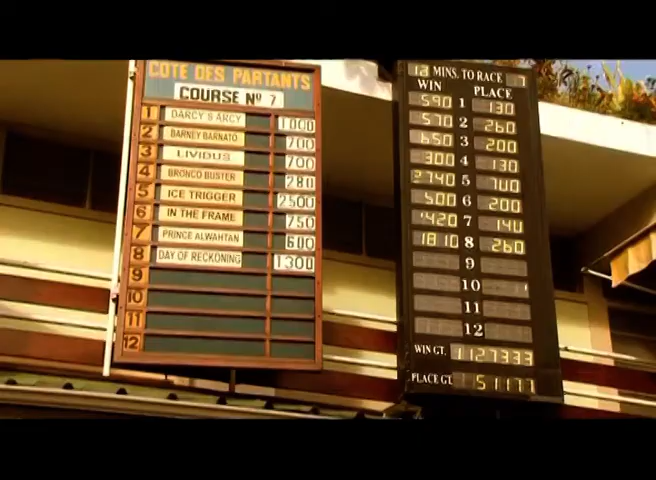 COTE DES PARTANTS
COURSE Nº 7
1 DARCY'S ARCY 1000
2 BARNEY BARNATO 700
3 LIVIDUS 700
4 BRONCO BUSTER 280
5 ICE TRIGGER 2500
6 IN THE FRAME 750
7 PRINCE ALWAHTAN 600
8 DAY OF RECKONING 1300
9
10
11
12
12 MINS. TO RACE 7
WIN PLACE
590 1 130
570 2 260
650 3 200
300 4 130
2740 5 700
500 6 200
1420 7 140
1810 8 260
9
10
11
12
WIN GT. 1127333
PLACE GT. 51177